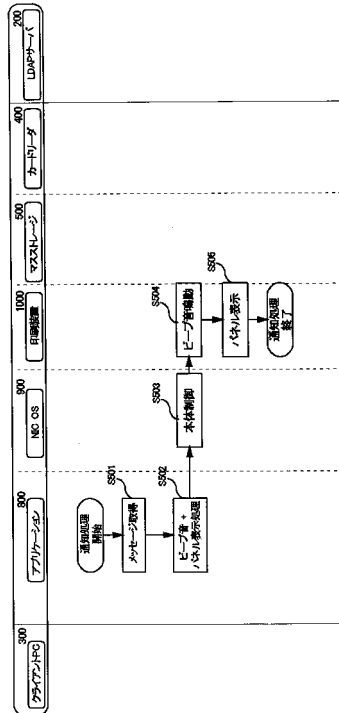 300
クライアントPC
800
アプリケーション
900
NIC OS
1000
印刷装置
500
マスストレージ
400
カードリーダ
200
LDAPサーバ
通知処理
開始
S501
メッセージ取得
S502
ビープ音 +
パネル表示処理
S503
本体制御
S504
ビープ音鳴動
S505
パネル表示
通知処理
終了